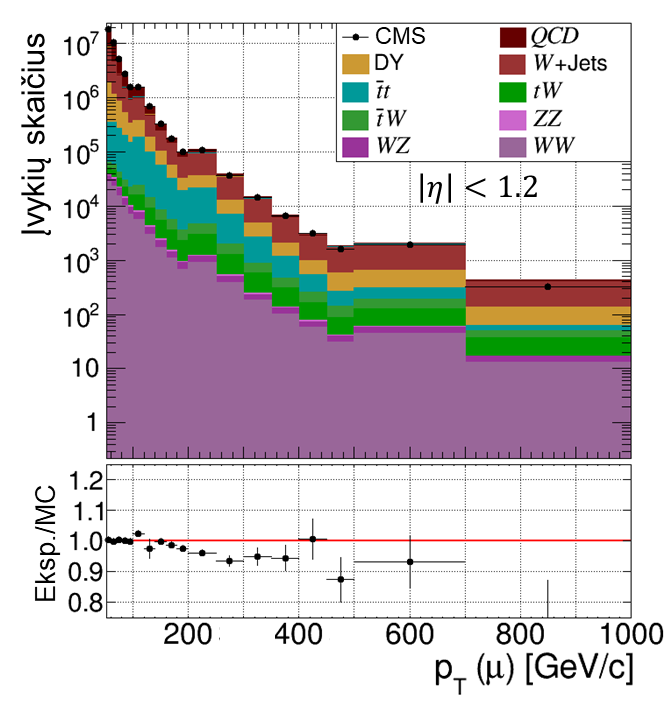 Įvykių skaičius
10⁷
10⁶
10⁵
10⁴
10³
10²
10
1
CMS
QCD
DY
W+Jets
t̄t
tW
t̄W
ZZ
WZ
WW
|η| < 1.2
Eksp./MC
1.2
1.1
1.0
0.9
0.8
200 400 600 800 1000
p_T (μ) [GeV/c]